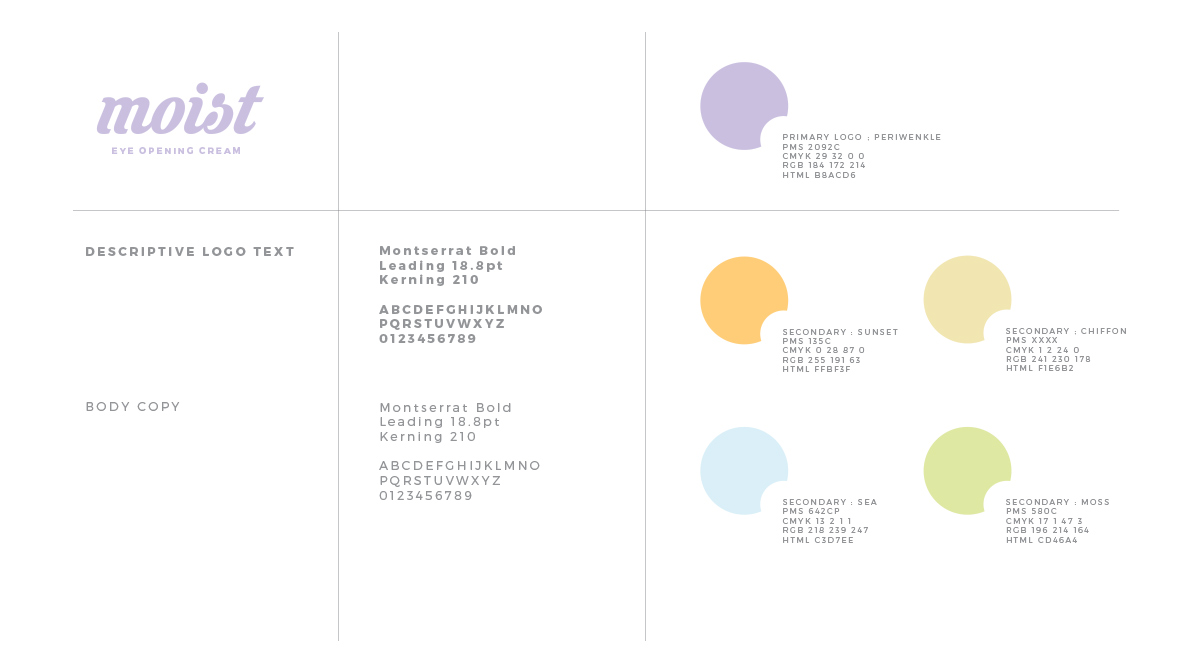 moist
EYE OPENING CREAM
PRIMARY LOGO : PERIWENKLE
PMS 2092C
CMYK 29 32 0 0
RGB 184 172 214
HTML B8ACD6
DESCRIPTIVE LOGO TEXT
Montserrat Bold
Leading 18.8pt
Kerning 210
ABCDEFGHIJKLMNO
PQRSTUVWXYZ
0123456789
SECONDARY : SUNSET
PMS 135C
CMYK 0 28 87 0
RGB 255 191 63
HTML FFBF3F
SECONDARY : CHIFFON
PMS XXXX
CMYK 1 2 24 0
RGB 241 230 178
HTML F1E6B2
BODY COPY
Montserrat Bold
Leading 18.8pt
Kerning 210
ABCDEFGHIJKLMNO
PQRSTUVWXYZ
0123456789
SECONDARY : SEA
PMS 642CP
CMYK 13 2 1 1
RGB 218 239 247
HTML C3D7EE
SECONDARY : MOSS
PMS 580C
CMYK 17 1 47 3
RGB 196 214 164
HTML CD46A4